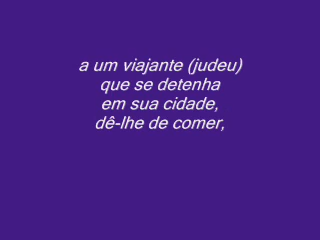 a um viajante (judeu)
que se detenha
em sua cidade,
dê-lhe de comer,